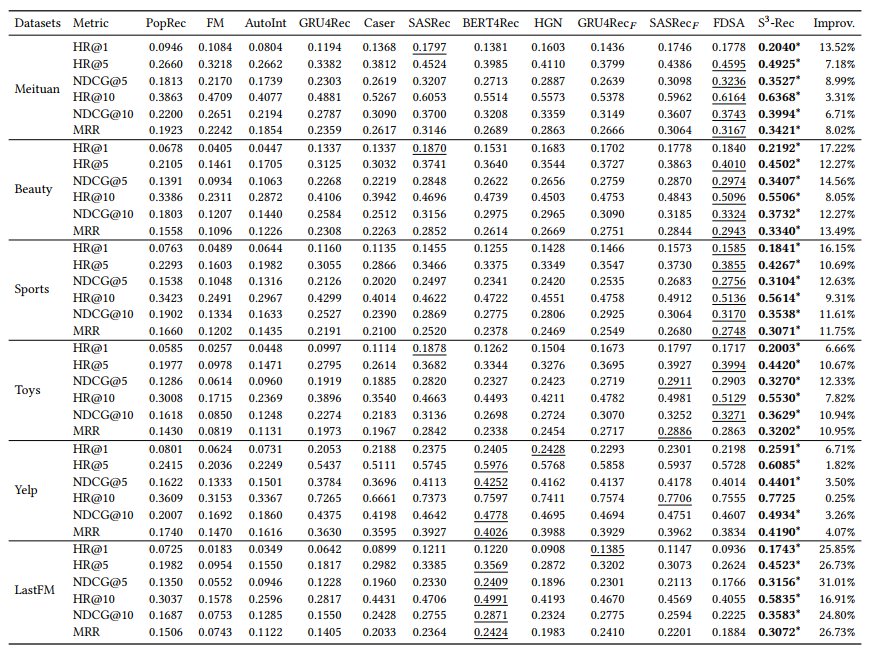 Datasets Metric PopRec FM AutoInt GRU4Rec Caser SASRec BERT4Rec HGN GRU4Rec_F SASRec_F FDSA S³-Rec Improv.
Meituan
HR@1 0.0946 0.1084 0.0804 0.1194 0.1368 0.1797 0.1381 0.1603 0.1436 0.1746 0.1778 0.2040* 13.52%
HR@5 0.2660 0.3218 0.2662 0.3382 0.3812 0.4524 0.3985 0.4110 0.3799 0.4386 0.4595 0.4925* 7.18%
NDCG@5 0.1813 0.2170 0.1739 0.2303 0.2619 0.3207 0.2713 0.2887 0.2639 0.3098 0.3236 0.3527* 8.99%
HR@10 0.3863 0.4709 0.4077 0.4881 0.5267 0.6053 0.5514 0.5573 0.5378 0.5962 0.6164 0.6368* 3.31%
NDCG@10 0.2200 0.2651 0.2194 0.2787 0.3090 0.3700 0.3208 0.3359 0.3149 0.3607 0.3743 0.3994* 6.71%
MRR 0.1923 0.2242 0.1854 0.2359 0.2617 0.3146 0.2689 0.2863 0.2666 0.3064 0.3167 0.3421* 8.02%
Beauty
HR@1 0.0678 0.0405 0.0447 0.1337 0.1337 0.1870 0.1531 0.1683 0.1702 0.1778 0.1840 0.2192* 17.22%
HR@5 0.2105 0.1461 0.1705 0.3125 0.3032 0.3741 0.3640 0.3544 0.3727 0.3863 0.4010 0.4502* 12.27%
NDCG@5 0.1391 0.0934 0.1063 0.2268 0.2219 0.2848 0.2622 0.2656 0.2759 0.2870 0.2974 0.3407* 14.56%
HR@10 0.3386 0.2311 0.2872 0.4106 0.3942 0.4696 0.4739 0.4503 0.4753 0.4843 0.5096 0.5506* 8.05%
NDCG@10 0.1803 0.1207 0.1440 0.2584 0.2512 0.3156 0.2975 0.2965 0.3090 0.3185 0.3324 0.3732* 12.27%
MRR 0.1558 0.1096 0.1226 0.2308 0.2263 0.2852 0.2614 0.2669 0.2751 0.2844 0.2943 0.3340* 13.49%
Sports
HR@1 0.0763 0.0489 0.0644 0.1160 0.1135 0.1455 0.1255 0.1428 0.1466 0.1573 0.1585 0.1841* 16.15%
HR@5 0.2293 0.1603 0.1982 0.3055 0.2866 0.3466 0.3375 0.3349 0.3547 0.3730 0.3855 0.4267* 10.69%
NDCG@5 0.1538 0.1048 0.1316 0.2126 0.2020 0.2497 0.2341 0.2420 0.2535 0.2683 0.2756 0.3104* 12.63%
HR@10 0.3423 0.2491 0.2967 0.4299 0.4014 0.4622 0.4722 0.4551 0.4758 0.4912 0.5136 0.5614* 9.31%
NDCG@10 0.1902 0.1334 0.1633 0.2527 0.2390 0.2869 0.2775 0.2806 0.2925 0.3064 0.3170 0.3538* 11.61%
MRR 0.1660 0.1202 0.1435 0.2191 0.2100 0.2520 0.2378 0.2469 0.2549 0.2680 0.2748 0.3071* 11.75%
Toys
HR@1 0.0585 0.0257 0.0448 0.0997 0.1114 0.1878 0.1262 0.1504 0.1673 0.1797 0.1717 0.2003* 6.66%
HR@5 0.1977 0.0978 0.1471 0.2795 0.2614 0.3682 0.3344 0.3276 0.3695 0.3927 0.3994 0.4420* 10.67%
NDCG@5 0.1286 0.0614 0.0960 0.1919 0.1885 0.2820 0.2327 0.2423 0.2719 0.2911 0.2903 0.3270* 12.33%
HR@10 0.3008 0.1715 0.2369 0.3896 0.3540 0.4663 0.4493 0.4211 0.4782 0.4981 0.5129 0.5530* 7.82%
NDCG@10 0.1618 0.0850 0.1248 0.2274 0.2183 0.3136 0.2698 0.2724 0.3070 0.3252 0.3271 0.3629* 10.94%
MRR 0.1430 0.0819 0.1131 0.1973 0.1967 0.2842 0.2338 0.2454 0.2717 0.2886 0.2863 0.3202* 10.95%
Yelp
HR@1 0.0801 0.0624 0.0731 0.2053 0.2188 0.2375 0.2405 0.2428 0.2293 0.2301 0.2198 0.2591* 6.71%
HR@5 0.2415 0.2036 0.2249 0.5437 0.5111 0.5745 0.5976 0.5768 0.5858 0.5937 0.5728 0.6085* 1.82%
NDCG@5 0.1622 0.1333 0.1501 0.3784 0.3696 0.4113 0.4252 0.4162 0.4137 0.4178 0.4014 0.4401* 3.50%
HR@10 0.3609 0.3153 0.3367 0.7265 0.6661 0.7373 0.7597 0.7411 0.7574 0.7706 0.7555 0.7725 0.25%
NDCG@10 0.2007 0.1692 0.1860 0.4375 0.4198 0.4642 0.4778 0.4695 0.4694 0.4751 0.4607 0.4934* 3.26%
MRR 0.1740 0.1470 0.1616 0.3630 0.3595 0.3927 0.4026 0.3988 0.3929 0.3962 0.3834 0.4190* 4.07%
LastFM
HR@1 0.0725 0.0183 0.0349 0.0642 0.0899 0.1211 0.1220 0.0908 0.1385 0.1147 0.0936 0.1743* 25.85%
HR@5 0.1982 0.0954 0.1550 0.1817 0.2982 0.3385 0.3569 0.2872 0.3202 0.3073 0.2624 0.4523* 26.73%
NDCG@5 0.1350 0.0552 0.0946 0.1228 0.1960 0.2330 0.2409 0.1896 0.2301 0.2113 0.1766 0.3156* 31.01%
HR@10 0.3037 0.1578 0.2596 0.2817 0.4431 0.4706 0.4991 0.4193 0.4670 0.4569 0.4055 0.5835* 16.91%
NDCG@10 0.1687 0.0753 0.1285 0.1550 0.2428 0.2755 0.2871 0.2324 0.2775 0.2594 0.2225 0.3583* 24.80%
MRR 0.1506 0.0743 0.1122 0.1405 0.2033 0.2364 0.2424 0.1983 0.2410 0.2201 0.1884 0.3072* 26.73%